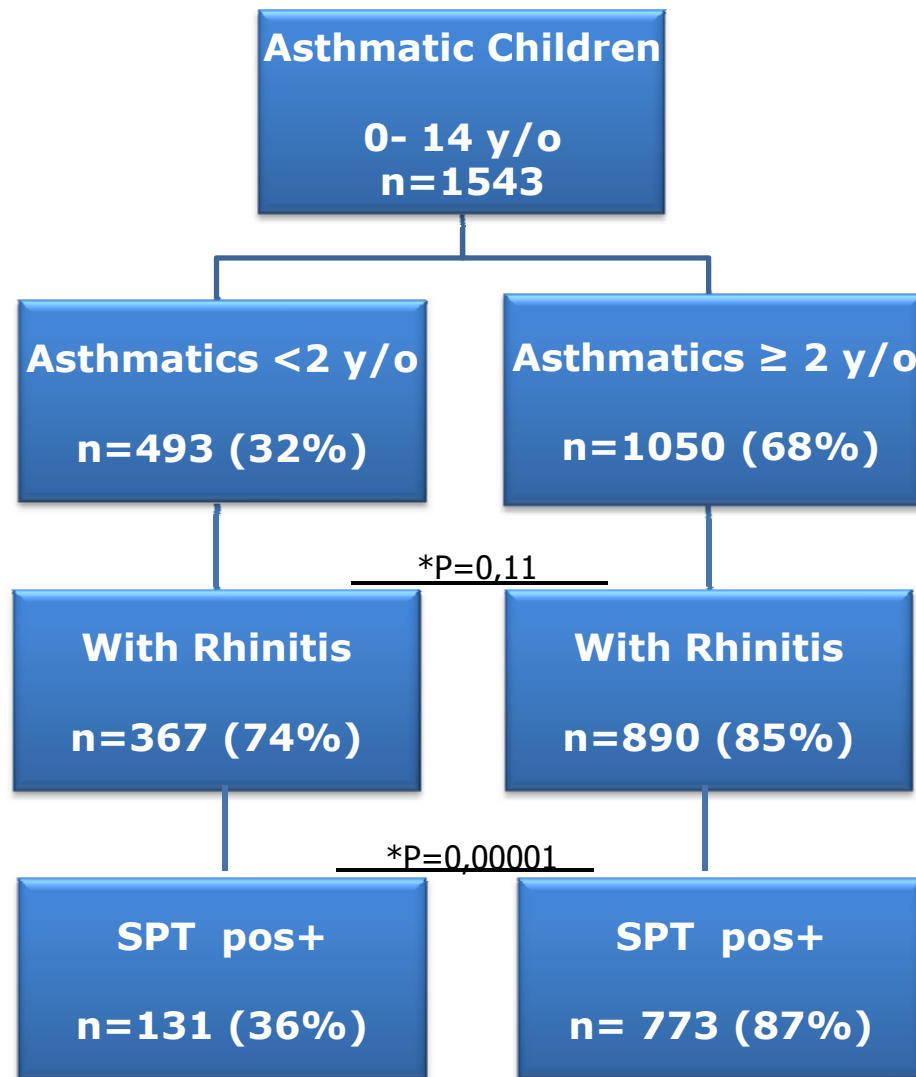 Asthmatic Children
0- 14 y/o
n=1543
Asthmatics <2 y/o
n=493 (32%)
Asthmatics ≥ 2 y/o
n=1050 (68%)
*P=0,11
With Rhinitis
n=367 (74%)
With Rhinitis
n=890 (85%)
*P=0,00001
SPT pos+
n=131 (36%)
SPT pos+
n= 773 (87%)